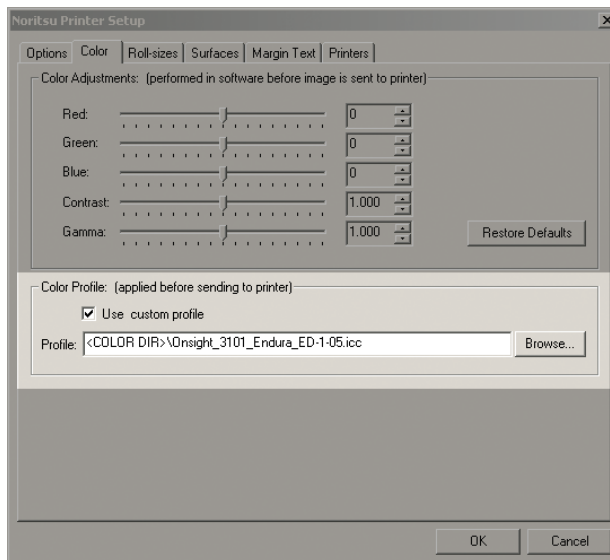 Noritsu Printer Setup
Options Color Roll-sizes Surfaces Margin Text Printers
Color Adjustments: (performed in software before image is sent to printer)
Red: 0
Green: 0
Blue: 0
Contrast: 1.000
Gamma: 1.000 Restore Defaults
Color Profile: (applied before sending to printer)
Use custom profile
Profile: <COLOR DIR>\Onsight_3101_Endura_ED-1-05.icc Browse...
OK Cancel